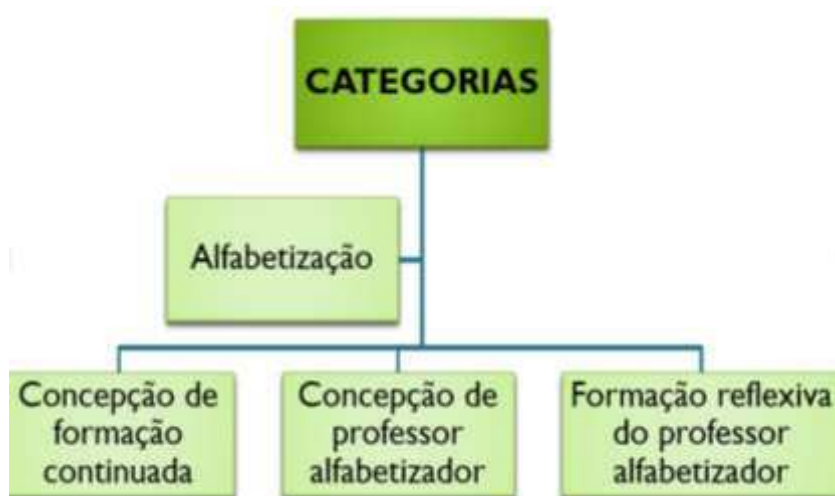 CATEGORIAS
Alfabetização
Concepção de
formação
continuada
Concepção de
professor
alfabetizador
Formação reflexiva
do professor
alfabetizador